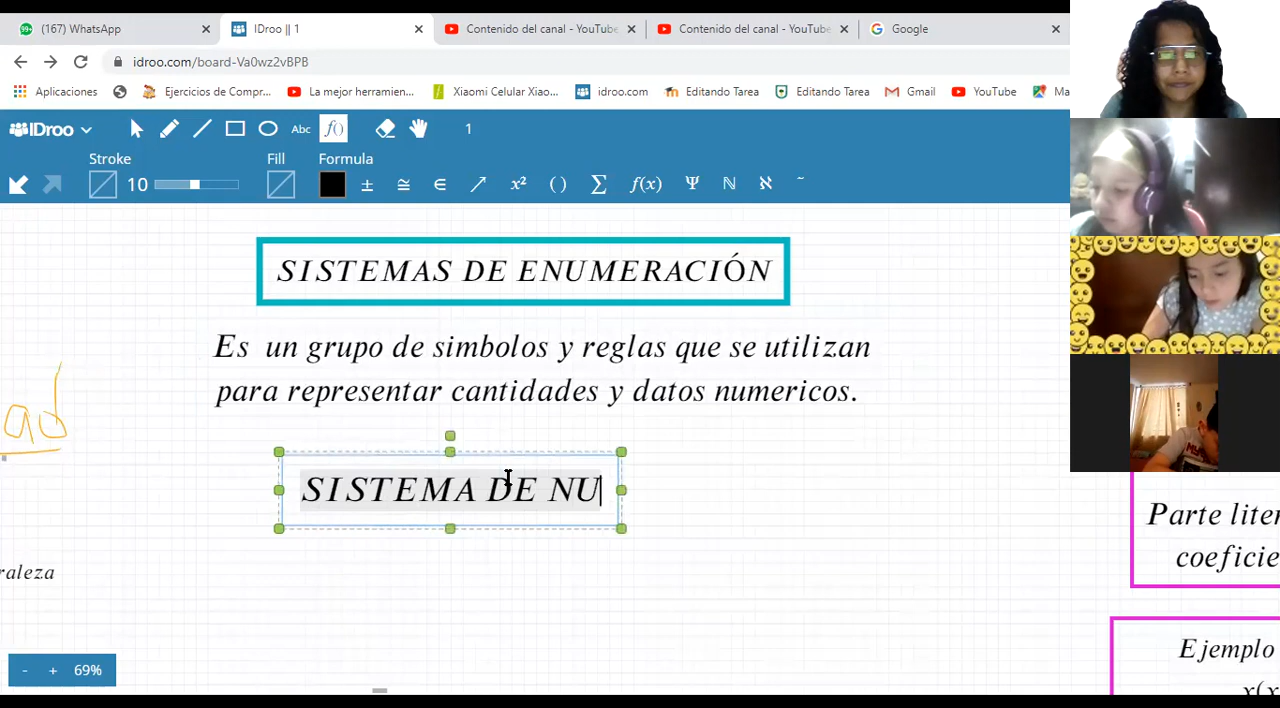 (167) WhatsApp
IDroo || 1
Contenido del canal - YouTube
Contenido del canal - YouTube
Google
idroo.com/board-Va0wz2vBPB
Aplicaciones
Ejercicios de Compr...
La mejor herramien...
Xiaomi Celular Xiao...
idroo.com
Editando Tarea
Editando Tarea
Gmail
YouTube
Ma
IDroo
Abc
f()
1
Stroke
Fill
Formula
10
± ≅ ∈ x² ( ) ∑ f(x) Ψ ℕ ℵ ~
SISTEMAS DE ENUMERACIÓN
Es un grupo de simbolos y reglas que se utilizan
para representar cantidades y datos numericos.
ad
SISTEMA DE NU
raleza
Parte liter
coeficie
Ejemplo
x(x
- + 69%